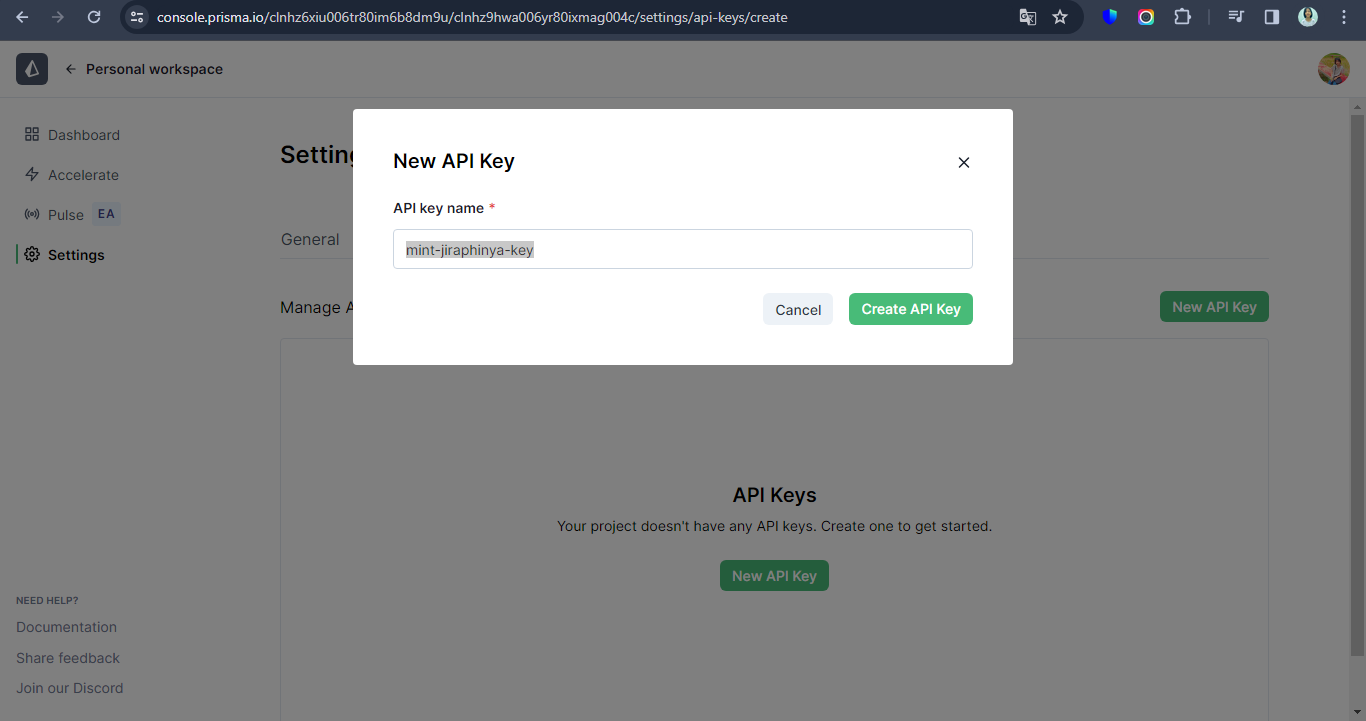 console.prisma.io/clnhz6xiu006tr80im6b8dm9u/clnhz9hwa006yr80ixmag004c/settings/api-keys/create
Personal workspace
Dashboard
Accelerate
Pulse EA
Settings
Setting
General
Manage A
New API Key
New API Key
API key name *
mint-jiraphinya-key
Cancel
Create API Key
API Keys
Your project doesn't have any API keys. Create one to get started.
New API Key
NEED HELP?
Documentation
Share feedback
Join our Discord